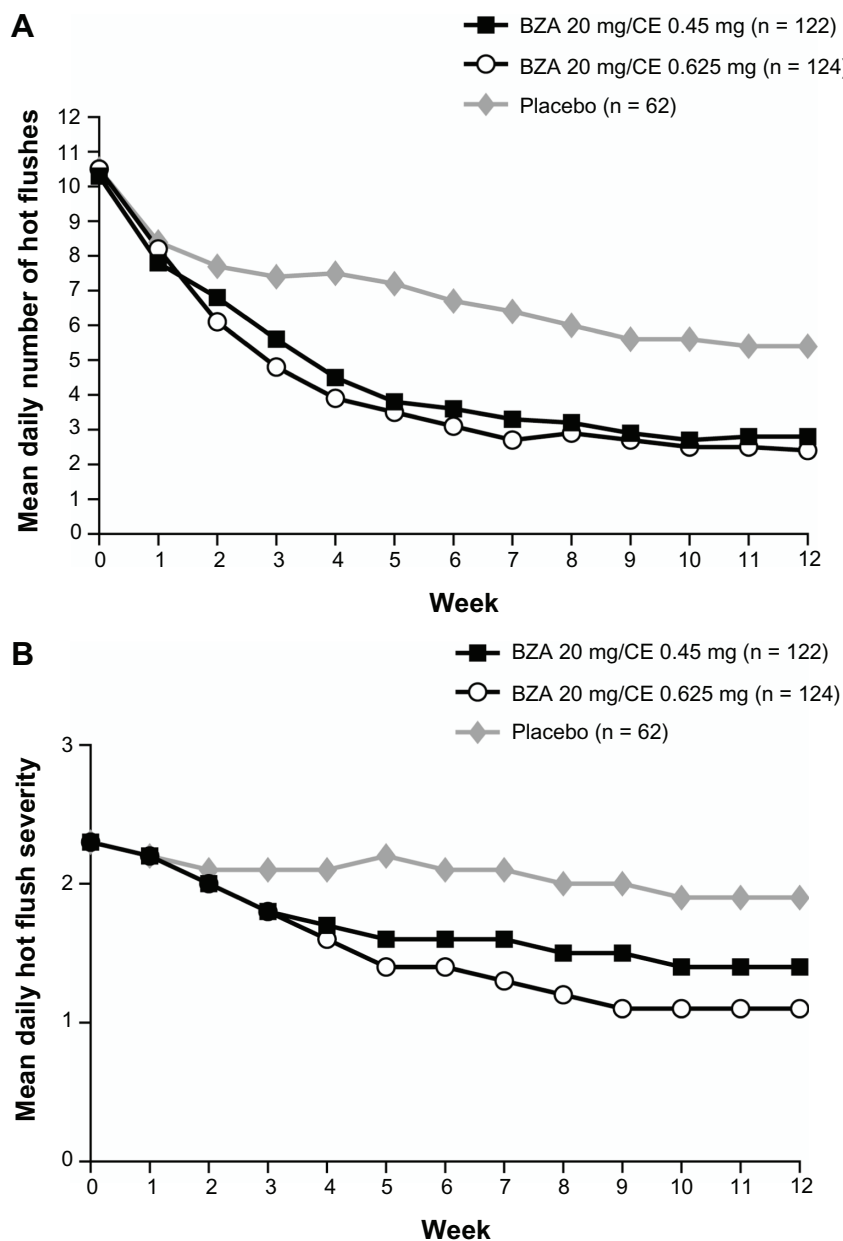 A
BZA 20 mg/CE 0.45 mg (n = 122)
BZA 20 mg/CE 0.625 mg (n = 124)
Placebo (n = 62)
Mean daily number of hot flushes
12
11
10
9
8
7
6
5
4
3
2
1
0
0 1 2 3 4 5 6 7 8 9 10 11 12
Week
B
BZA 20 mg/CE 0.45 mg (n = 122)
BZA 20 mg/CE 0.625 mg (n = 124)
Placebo (n = 62)
Mean daily hot flush severity
3
2
1
0
0 1 2 3 4 5 6 7 8 9 10 11 12
Week